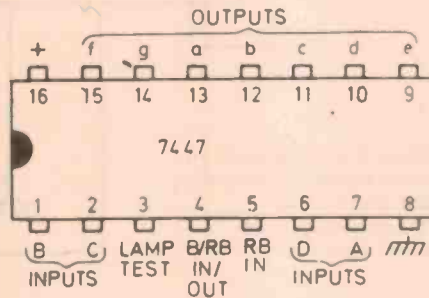 OUTPUTS
+ f g a b c d e
16 15 14 13 12 11 10 9
7447
1 2 3 4 5 6 7 8
B C LAMP TEST B/RB IN/OUT RB IN D A
INPUTS INPUTS